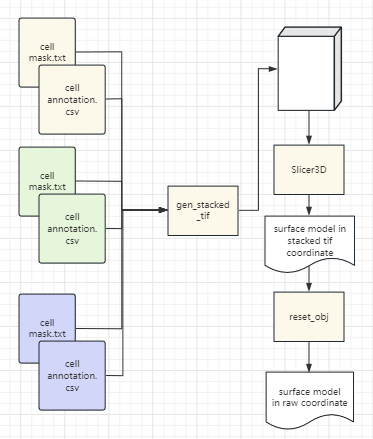 cell
mask.txt
cell
annotation.
csv
cell
mask.txt
cell
annotation.
csv
cell
mask.txt
cell
annotation.
csv
gen_stacked
_tif
Slicer3D
surface model in
stacked tif
coordinate
reset_obj
surface model
in raw coordinate